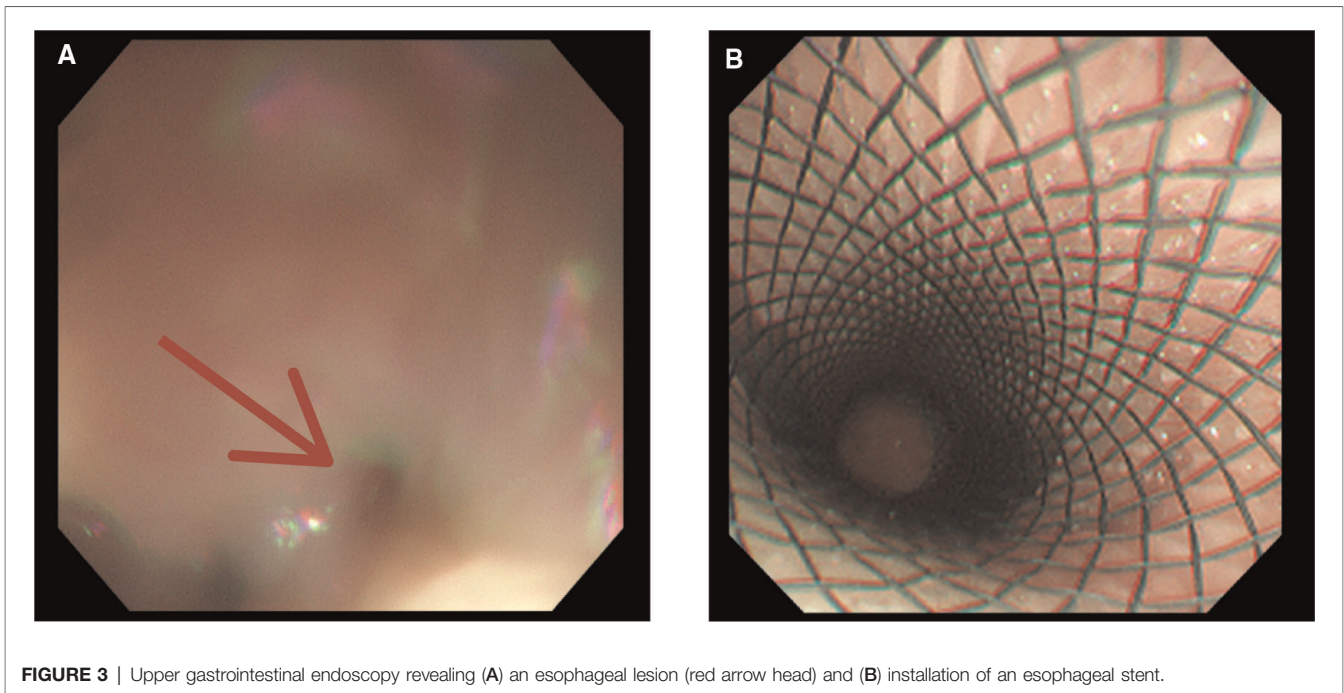 A
B
FIGURE 3 | Upper gastrointestinal endoscopy revealing (A) an esophageal lesion (red arrow head) and (B) installation of an esophageal stent.